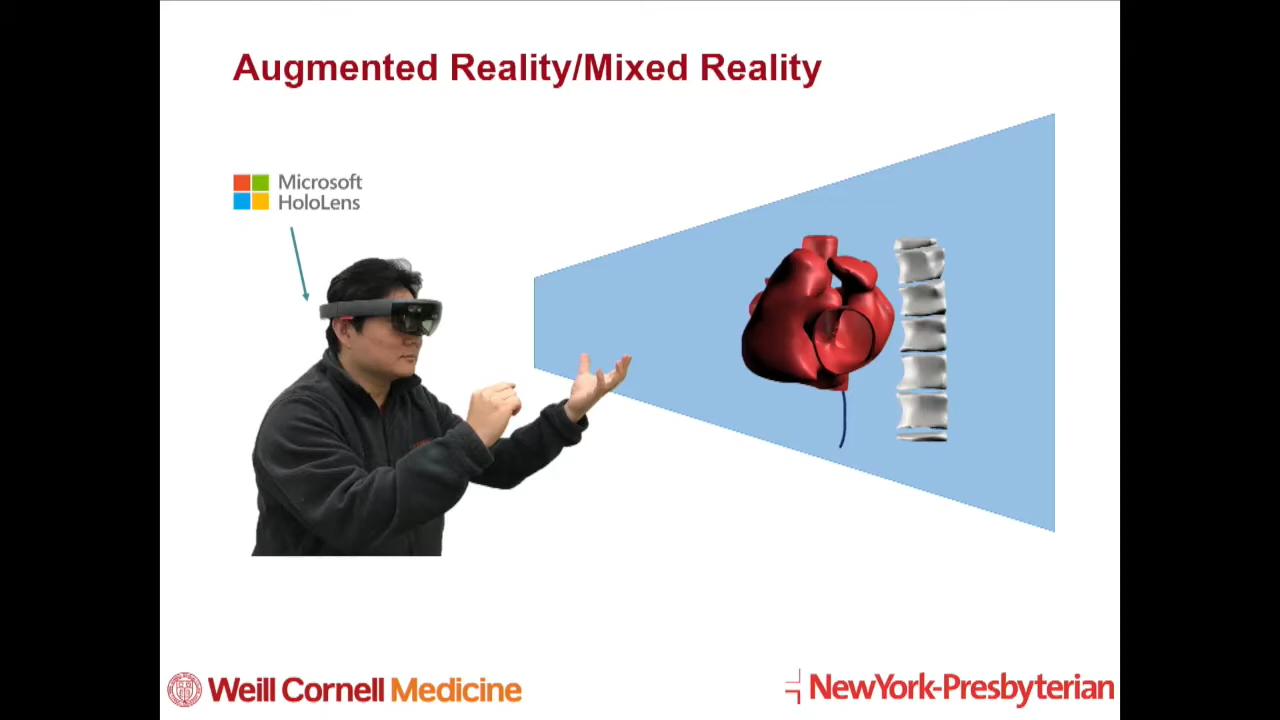 Augmented Reality/Mixed Reality
Microsoft
HoloLens
Weill Cornell Medicine
NewYork-Presbyterian